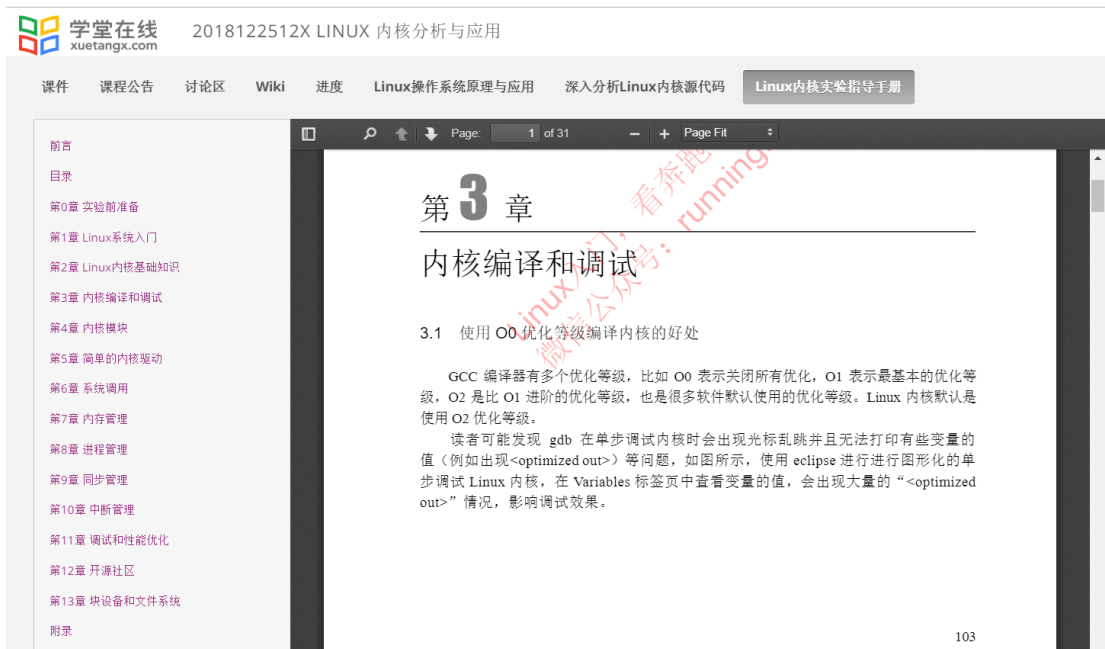 学堂在线
xuetangx.com
2018122512X LINUX 内核分析与应用
课件 课程公告 讨论区 Wiki 进度 Linux操作系统原理与应用 深入分析Linux内核源代码 Linux内核实验指导手册
Page: 1 of 31 Page Fit
前言
目录
第0章 实验前准备
第1章 Linux系统入门
第2章 Linux内核基础知识
第3章 内核编译和调试
第4章 内核模块
第5章 简单的内核驱动
第6章 系统调用
第7章 内存管理
第8章 进程管理
第9章 同步管理
第10章 中断管理
第11章 调试和性能优化
第12章 开源社区
第13章 块设备和文件系统
附录
第3章
内核编译和调试
Linux入门，看奔跑
微信公众号：running
3.1 使用 O0 优化等级编译内核的好处
GCC 编译器有多个优化等级，比如 O0 表示关闭所有优化，O1 表示最基本的优化等
级，O2 是比 O1 进阶的优化等级，也是很多软件默认使用的优化等级。Linux 内核默认是
使用 O2 优化等级。
读者可能发现 gdb 在单步调试内核时会出现光标乱跳并且无法打印有些变量的
值（例如出现<optimized out>）等问题，如图所示，使用 eclipse 进行进行图形化的单
步调试 Linux 内核，在 Variables 标签页中查看变量的值，会出现大量的“<optimized
out>”情况，影响调试效果。
103